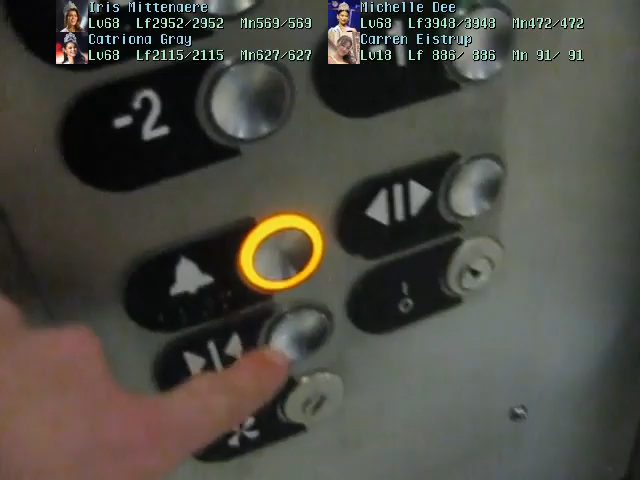 Iris Mittenaere
Lv68 Lf2952/2952 Mn569/569
Catriona Gray
Lv68 Lf2115/2115 Mn627/627
Michelle Dee
Lv68 Lf3948/3948 Mn472/472
Carren Eistrup
Lv18 Lf 886/ 886 Mn 91/ 91
-2